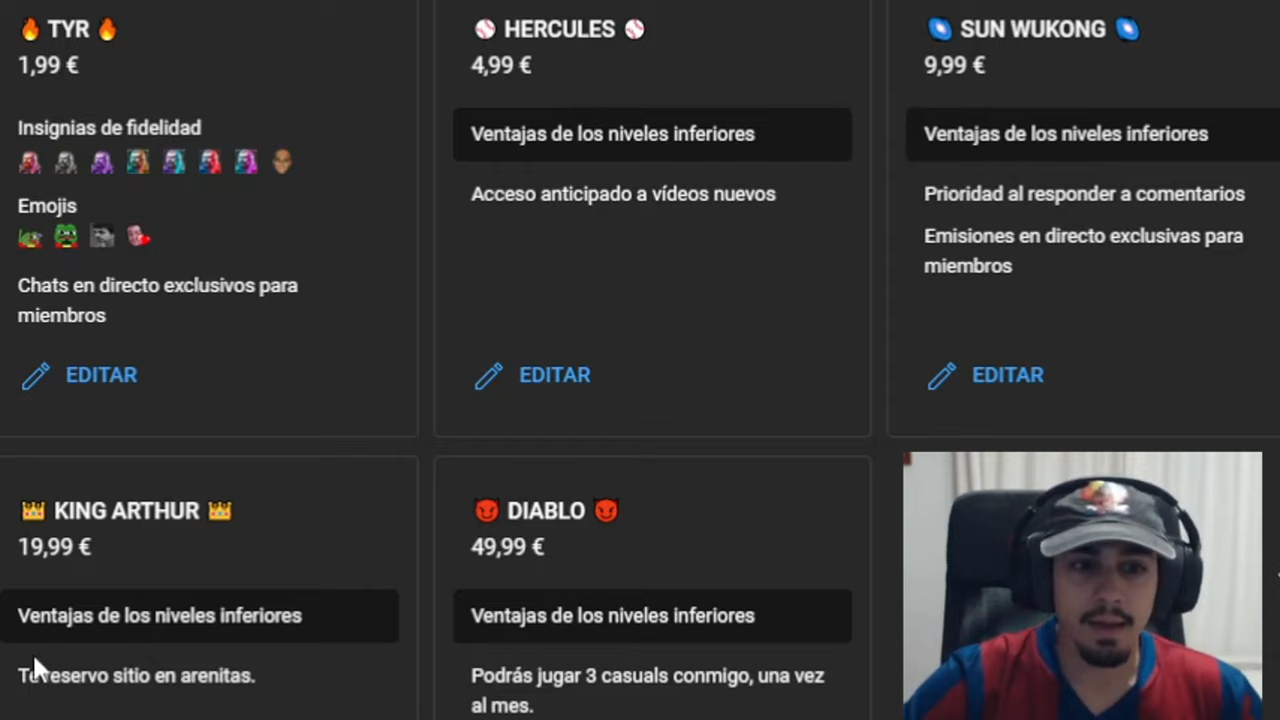 🔥 TYR 🔥
1,99 €
Insignias de fidelidad
Emojis
Chats en directo exclusivos para
miembros
EDITAR
⚾ HERCULES ⚾
4,99 €
Ventajas de los niveles inferiores
Acceso anticipado a vídeos nuevos
EDITAR
SUN WUKONG
9,99 €
Ventajas de los niveles inferiores
Prioridad al responder a comentarios
Emisiones en directo exclusivas para
miembros
EDITAR
👑 KING ARTHUR 👑
19,99 €
Ventajas de los niveles inferiores
Te reservo sitio en arenitas.
😈 DIABLO 😈
49,99 €
Ventajas de los niveles inferiores
Podrás jugar 3 casuals conmigo, una vez
al mes.